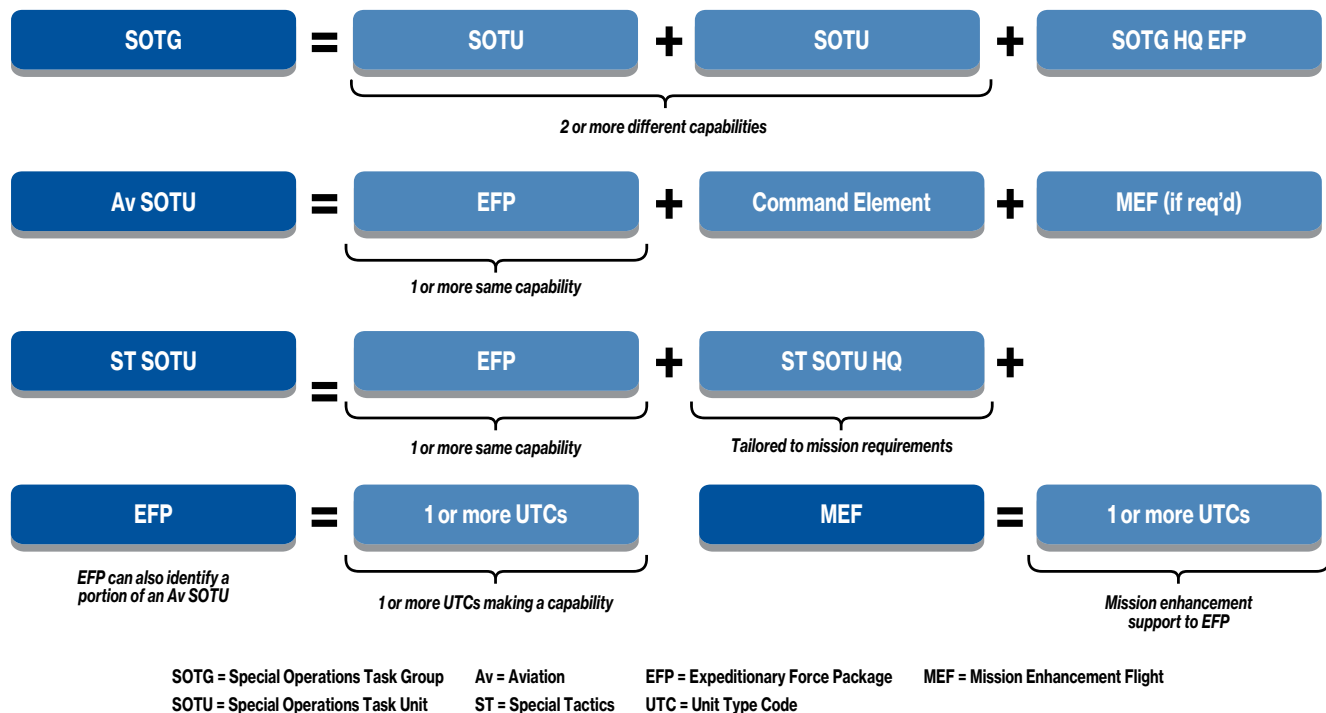 SOTG = SOTU + SOTU + SOTG HQ EFP
2 or more different capabilities
Av SOTU = EFP + Command Element + MEF (if req'd)
1 or more same capability
ST SOTU = EFP + ST SOTU HQ +
1 or more same capability
Tailored to mission requirements
EFP = 1 or more UTCs
MEF = 1 or more UTCs
EFP can also identify a
portion of an Av SOTU
1 or more UTCs making a capability
Mission enhancement
support to EFP
SOTG = Special Operations Task Group Av = Aviation EFP = Expeditionary Force Package MEF = Mission Enhancement Flight
SOTU = Special Operations Task Unit ST = Special Tactics UTC = Unit Type Code